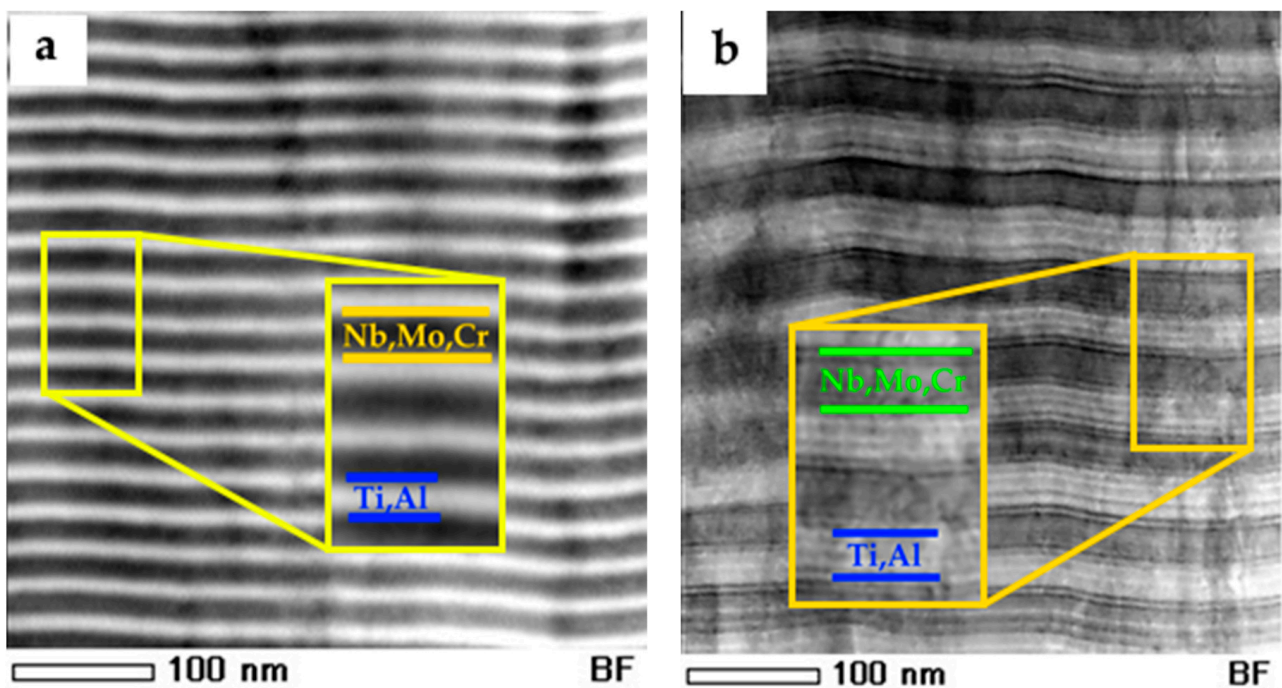 a
Nb,Mo,Cr
Ti,Al
100 nm
BF
b
Nb,Mo,Cr
Ti,Al
100 nm
BF